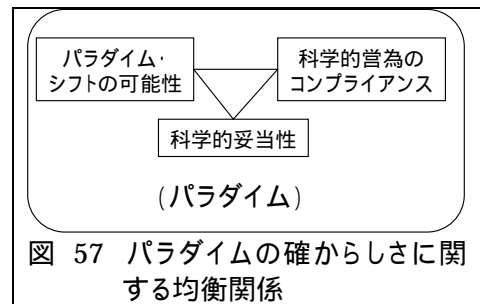 パラダイム・
シフトの可能性
科学的営為の
コンプライアンス
科学的妥当性
(パラダイム)
図 57 パラダイムの確からしさに関
する均衡関係